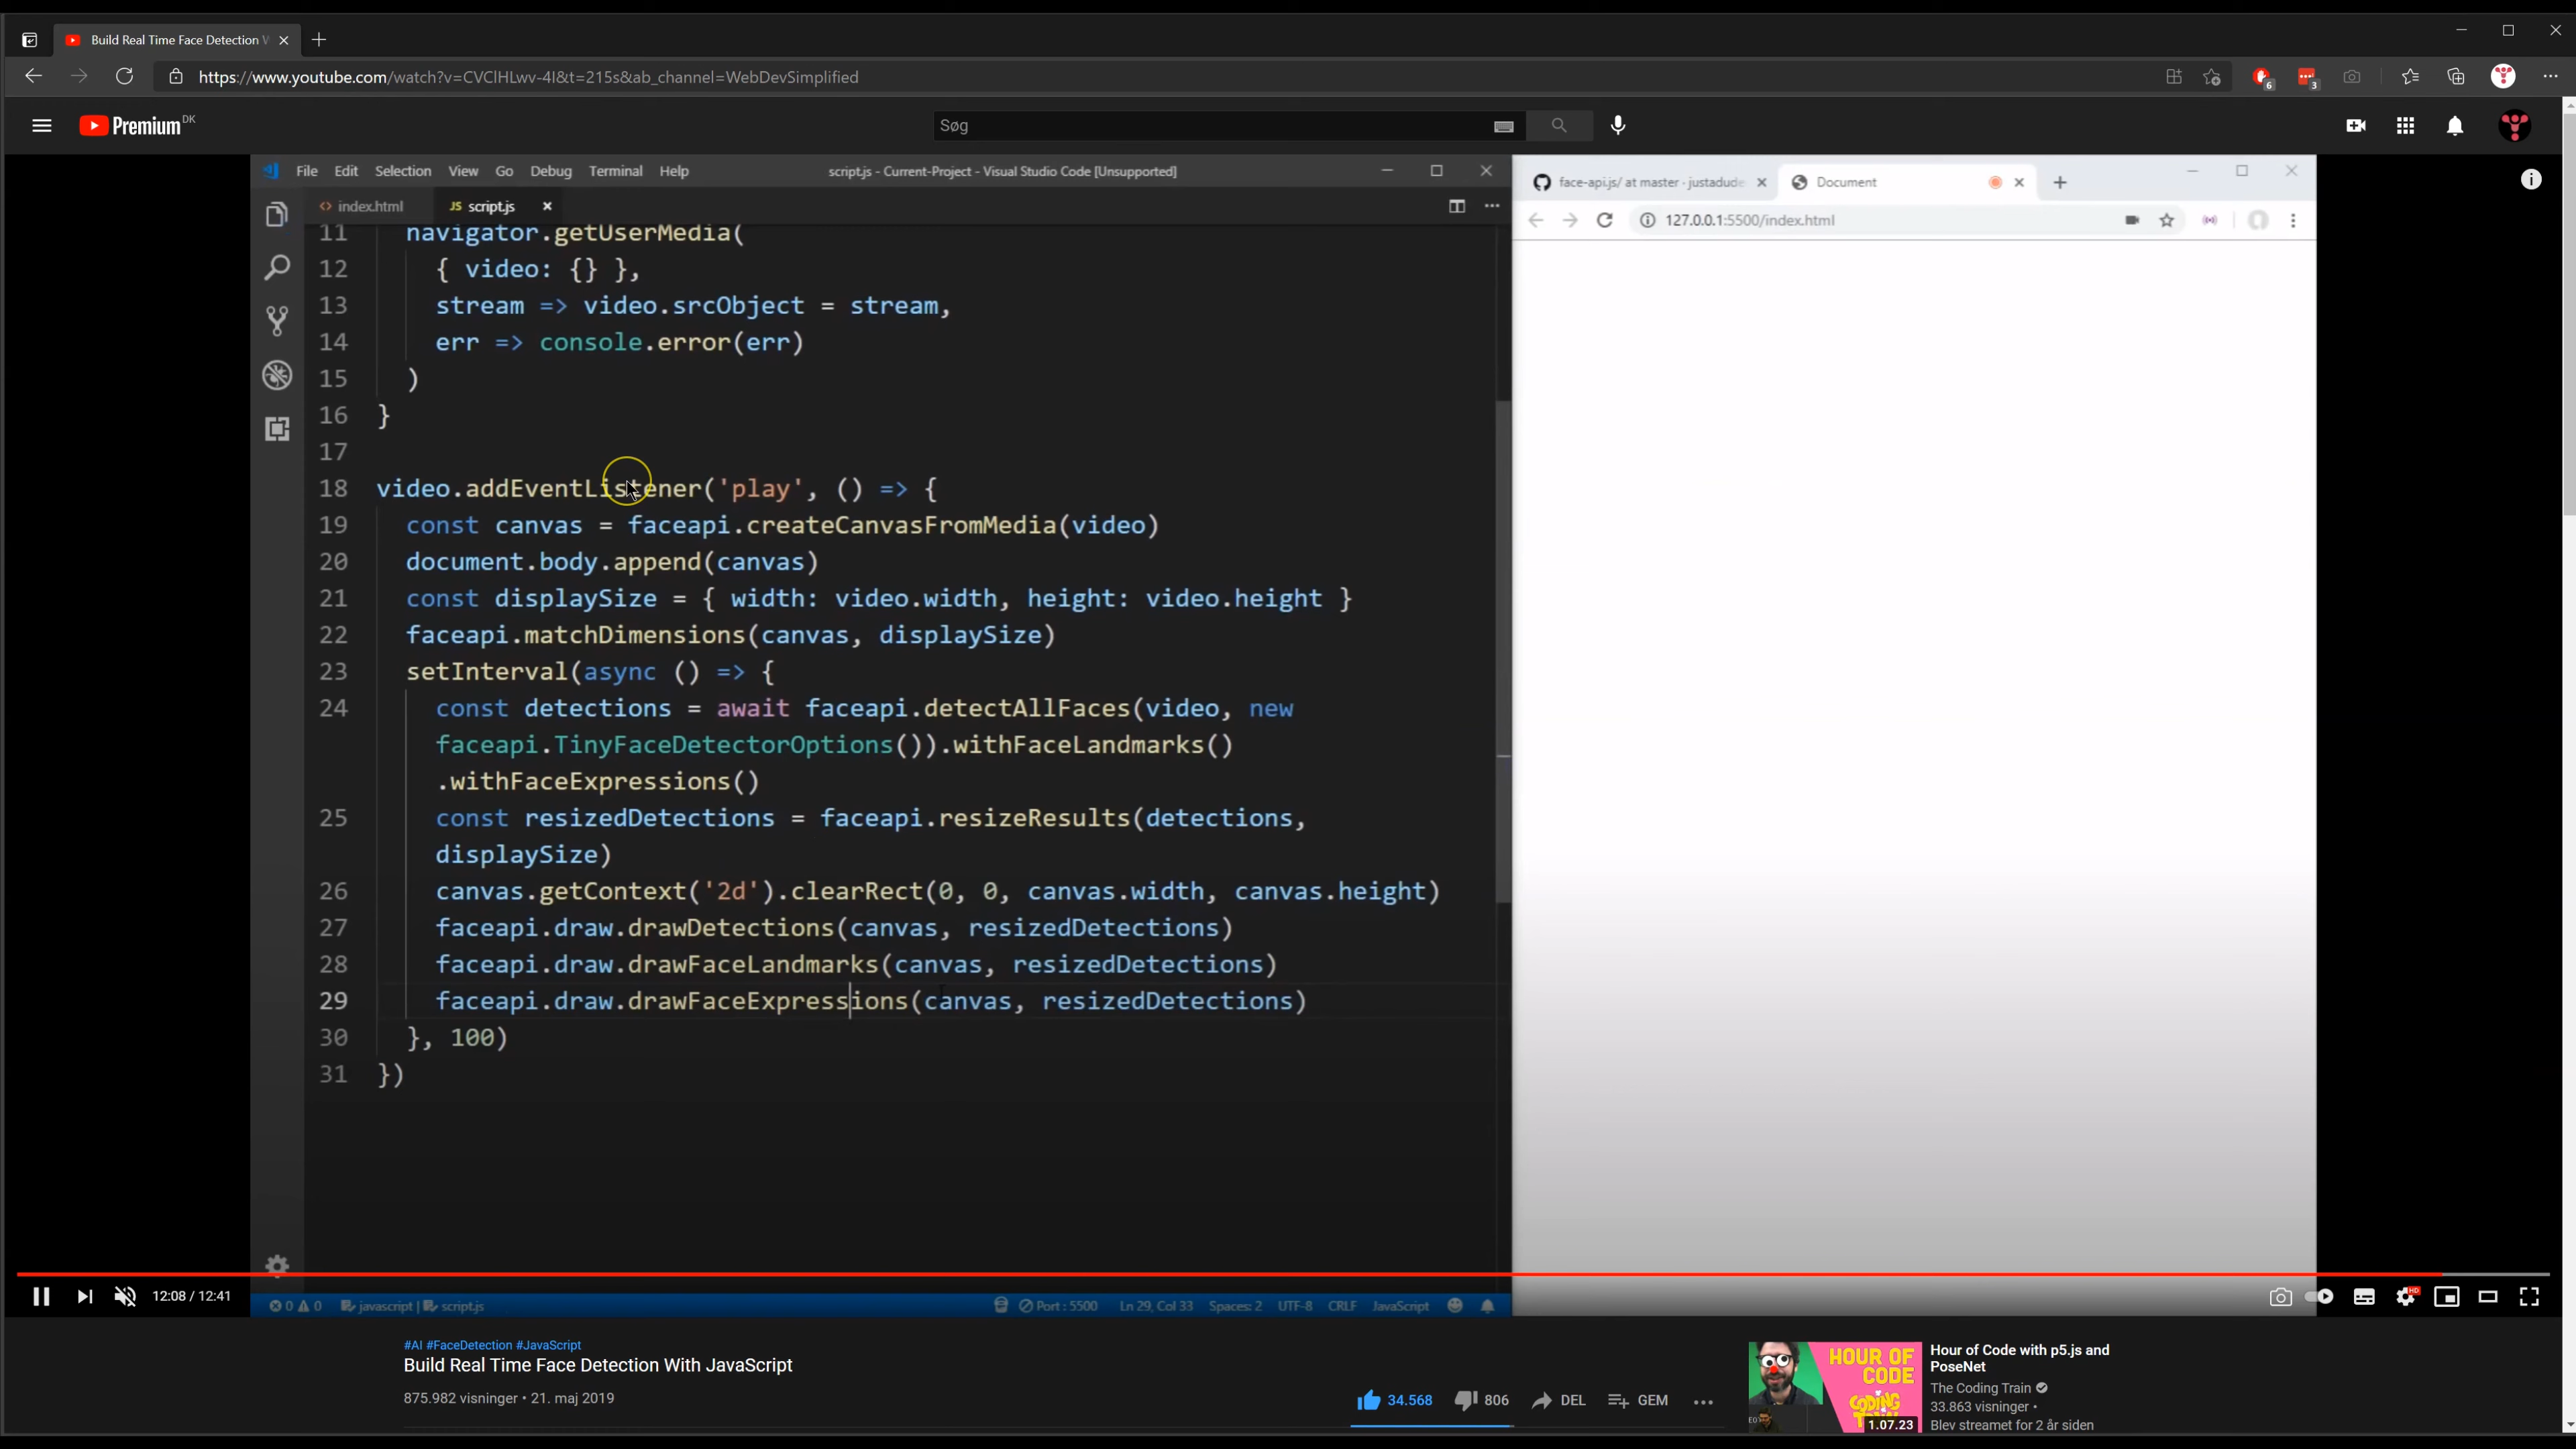 Build Real Time Face Detection W
https://www.youtube.com/watch?v=CVClHLwv-4I&t=215s&ab_channel=WebDevSimplified
6
3
Premium DK
Søg
File Edit Selection View Go Debug Terminal Help
script.js - Current-Project - Visual Studio Code [Unsupported]
face-api.js/ at master · justadude
Document
index.html
JS script.js
127.0.0.1:5500/index.html
11 navigator.getUserMedia(
12 { video: {} },
13 stream => video.srcObject = stream,
14 err => console.error(err)
15 )
16 }
17
18 video.addEventListener('play', () => {
19 const canvas = faceapi.createCanvasFromMedia(video)
20 document.body.append(canvas)
21 const displaySize = { width: video.width, height: video.height }
22 faceapi.matchDimensions(canvas, displaySize)
23 setInterval(async () => {
24 const detections = await faceapi.detectAllFaces(video, new
faceapi.TinyFaceDetectorOptions()).withFaceLandmarks()
.withFaceExpressions()
25 const resizedDetections = faceapi.resizeResults(detections,
displaySize)
26 canvas.getContext('2d').clearRect(0, 0, canvas.width, canvas.height)
27 faceapi.draw.drawDetections(canvas, resizedDetections)
28 faceapi.draw.drawFaceLandmarks(canvas, resizedDetections)
29 faceapi.draw.drawFaceExpressions(canvas, resizedDetections)
30 }, 100)
31 })
12:08 / 12:41
0 0 javascript | script.js
Port : 5500 Ln 29, Col 33 Spaces: 2 UTF-8 CRLF JavaScript
HD
#AI #FaceDetection #JavaScript
Build Real Time Face Detection With JavaScript
875.982 visninger • 21. maj 2019
34.568 806 DEL GEM
HOUR OF
CODE
CODING
1.07.23
Hour of Code with p5.js and
PoseNet
The Coding Train
33.863 visninger •
Blev streamet for 2 år siden